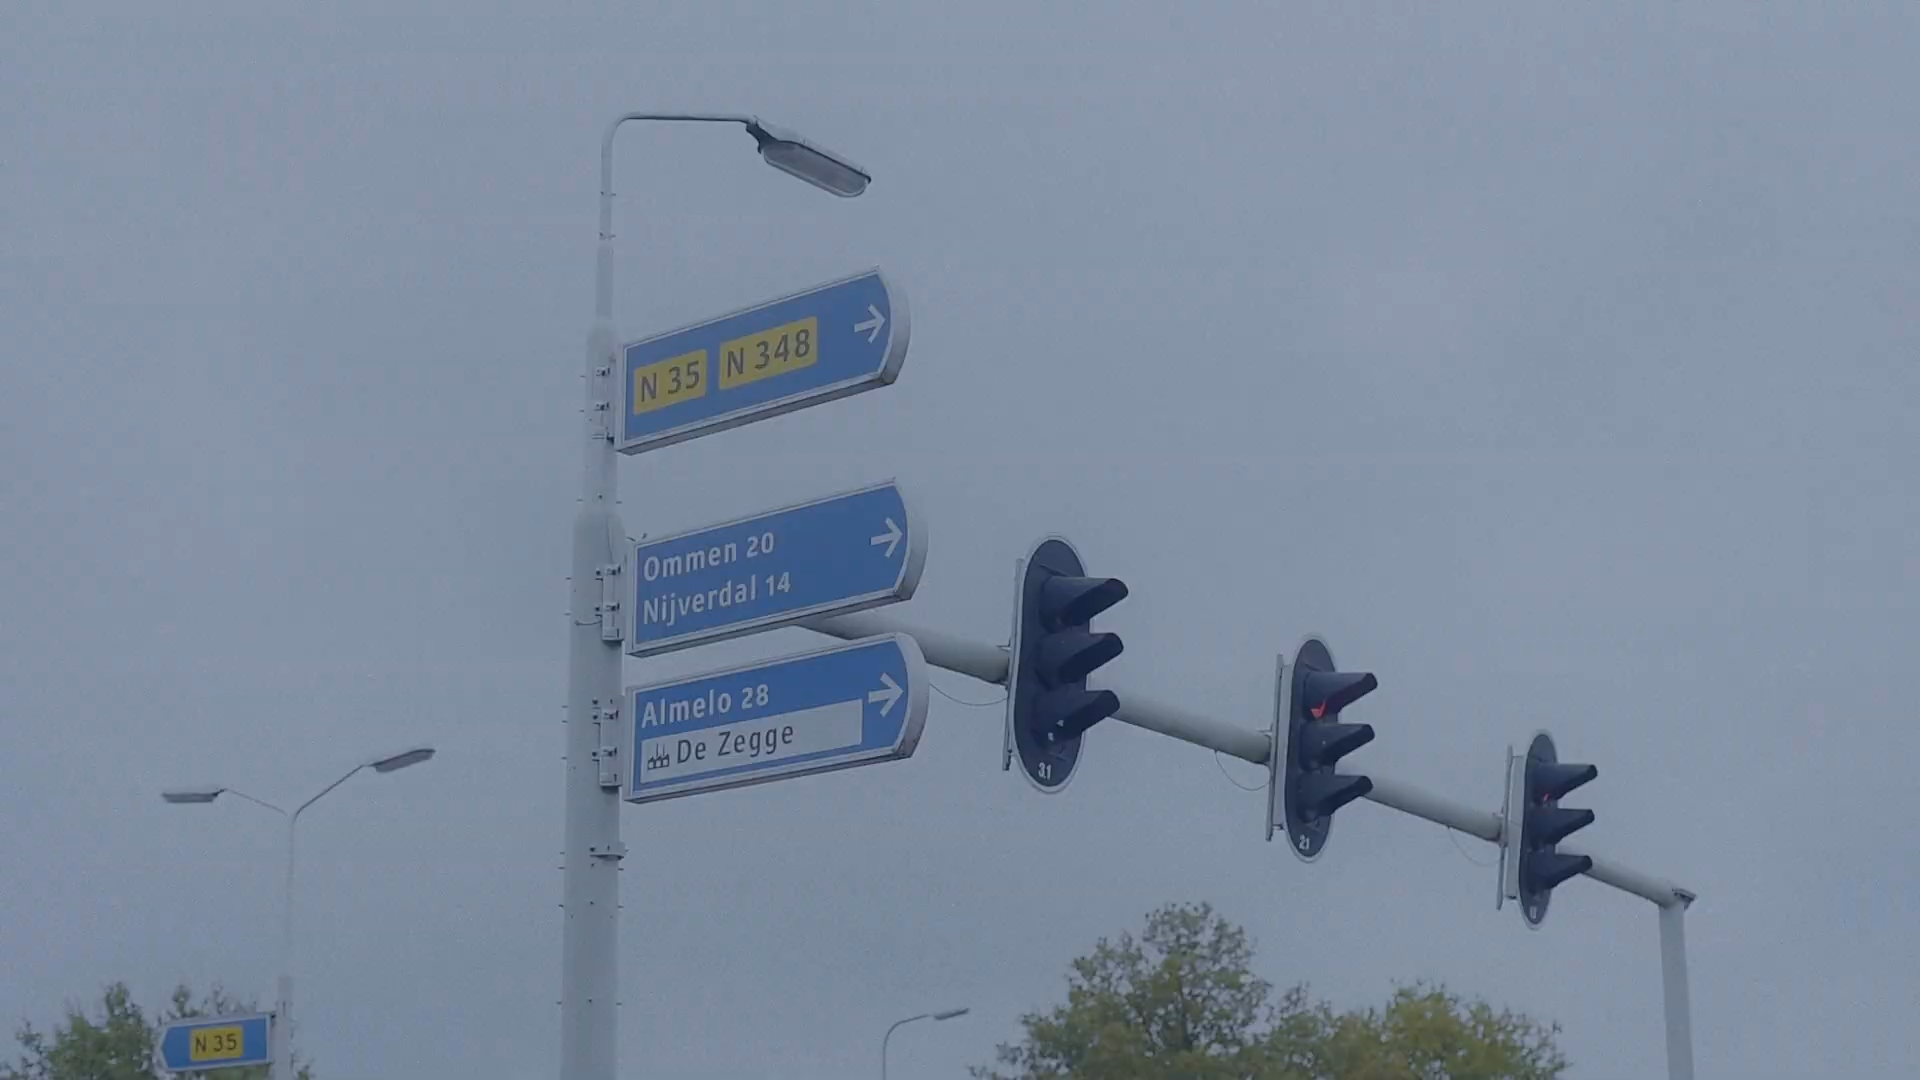 N 35 N 348
Ommen 20
Nijverdal 14
Almelo 28
De Zegge
31
21
N 35